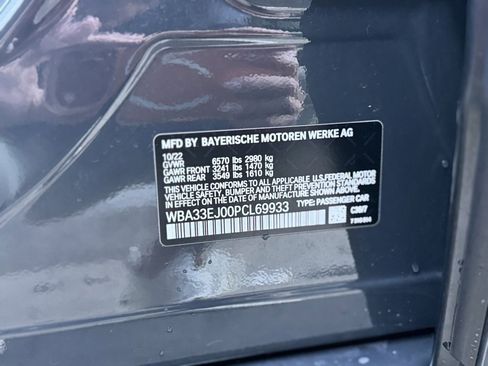 MFD BY BAYERISCHE MOTOREN WERKE AG
10/22
GVWR 6570 lbs 2980 kg
GAWR FRONT 3241 lbs 1470 kg
GAWR REAR 3549 lbs 1610 kg
THIS VEHICLE CONFORMS TO ALL APPLICABLE U.S.FEDERAL MOTOR
VEHICLE SAFETY, BUMPER AND THEFT PREVENTION STANDARDS
IN EFFECT ON THE DATE OF MANUFACTURE SHOWN ABOVE.
WBA33EJ00PCL69933 TYPE: PASSENGER CAR